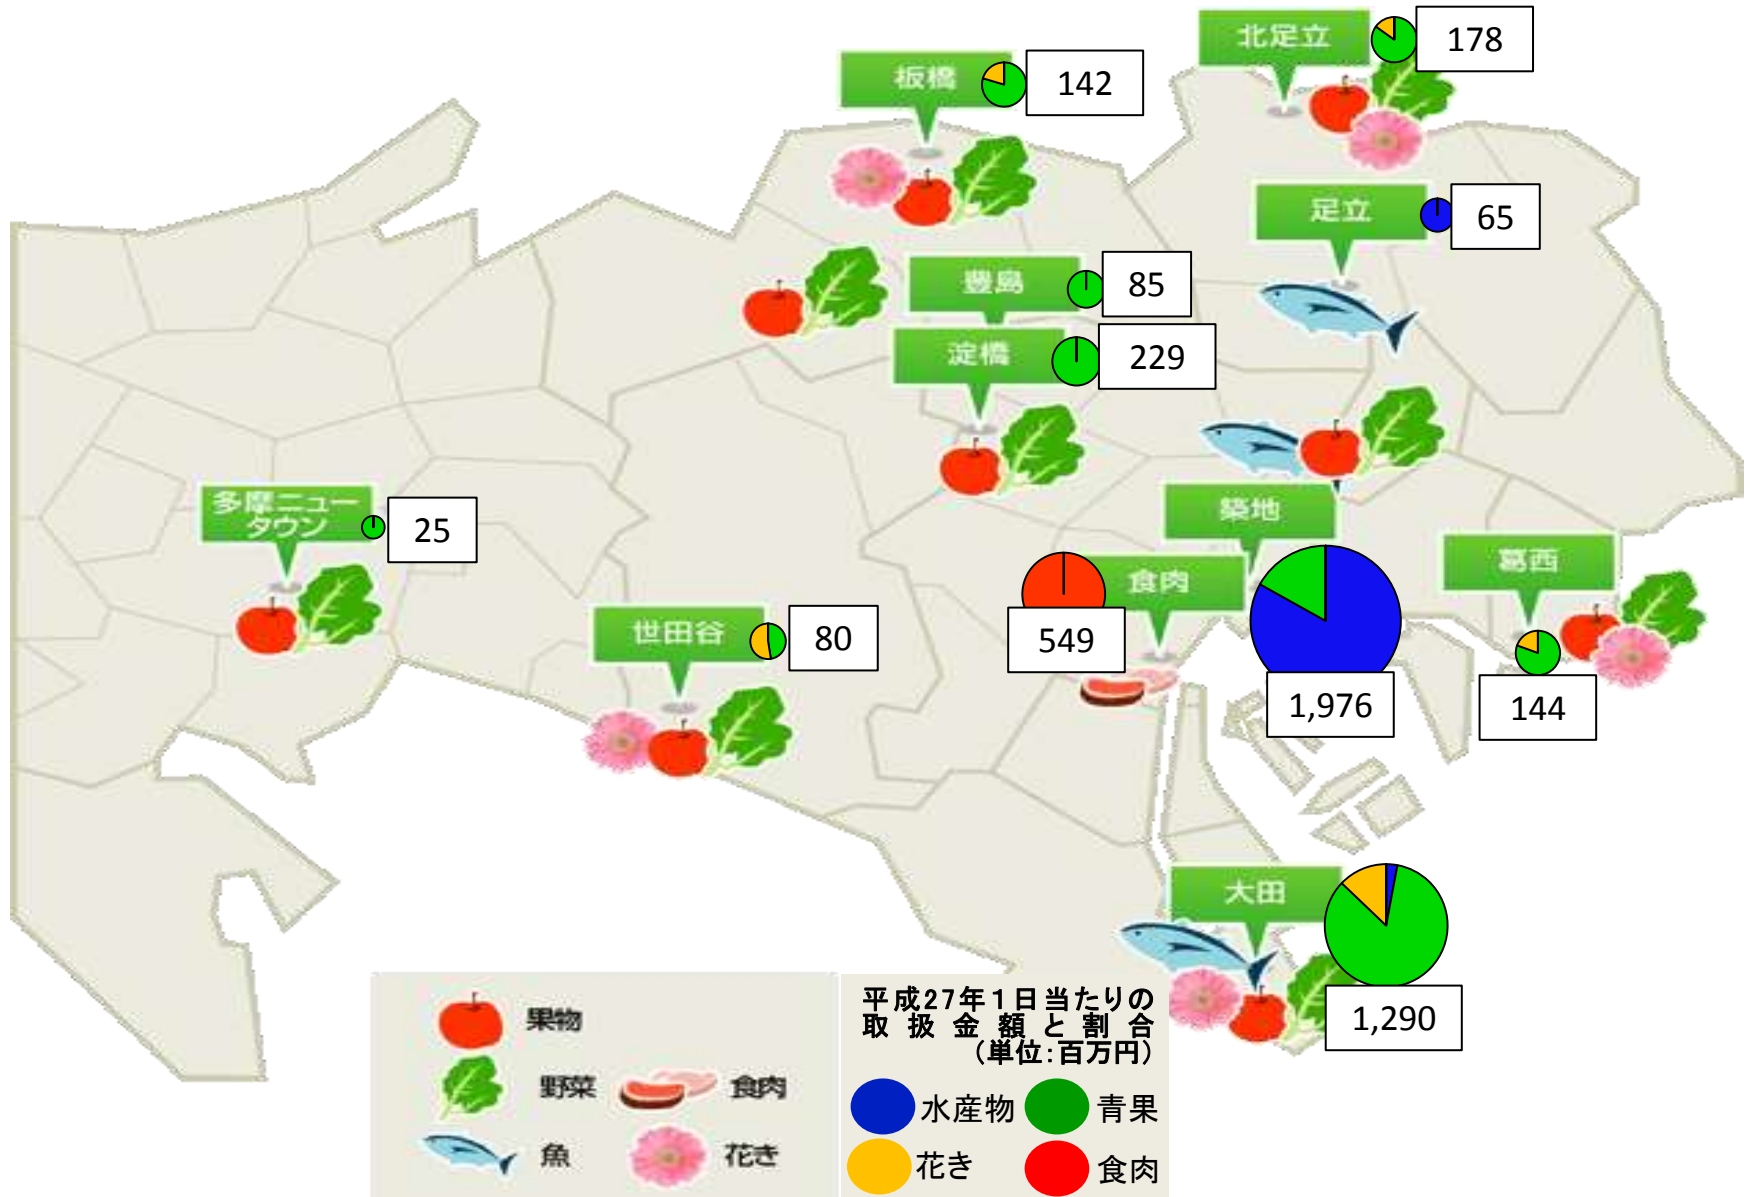 北足立
178
板橋
142
足立
65
豊島
85
淀橋
229
多摩ニュー
タウン
25
築地
1,976
食肉
549
葛西
144
世田谷
80
大田
1,290
果物
野菜
食肉
魚
花き
平成27年1日当たりの
取扱金額と割合
(単位:百万円)
水産物
青果
花き
食肉